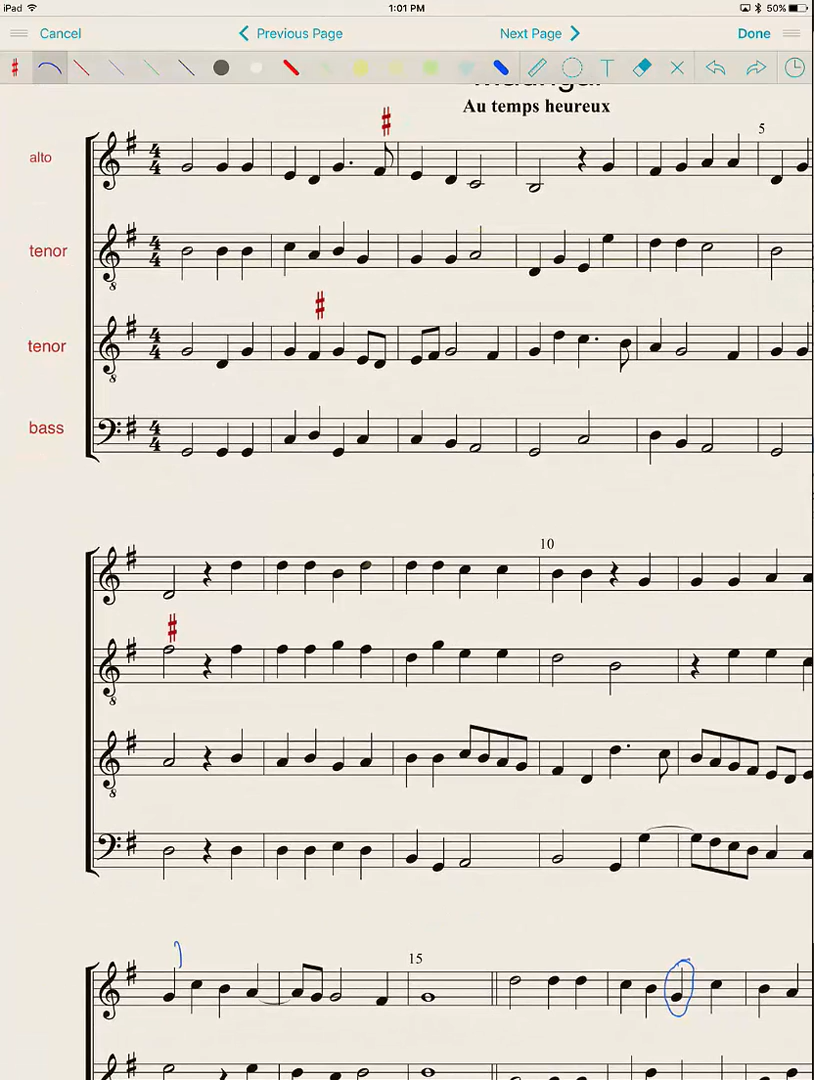 iPad 1:01 PM 50%
Cancel Previous Page Next Page Done
T
Madrigal
Au temps heureux
5
alto
tenor
tenor
bass
10
15